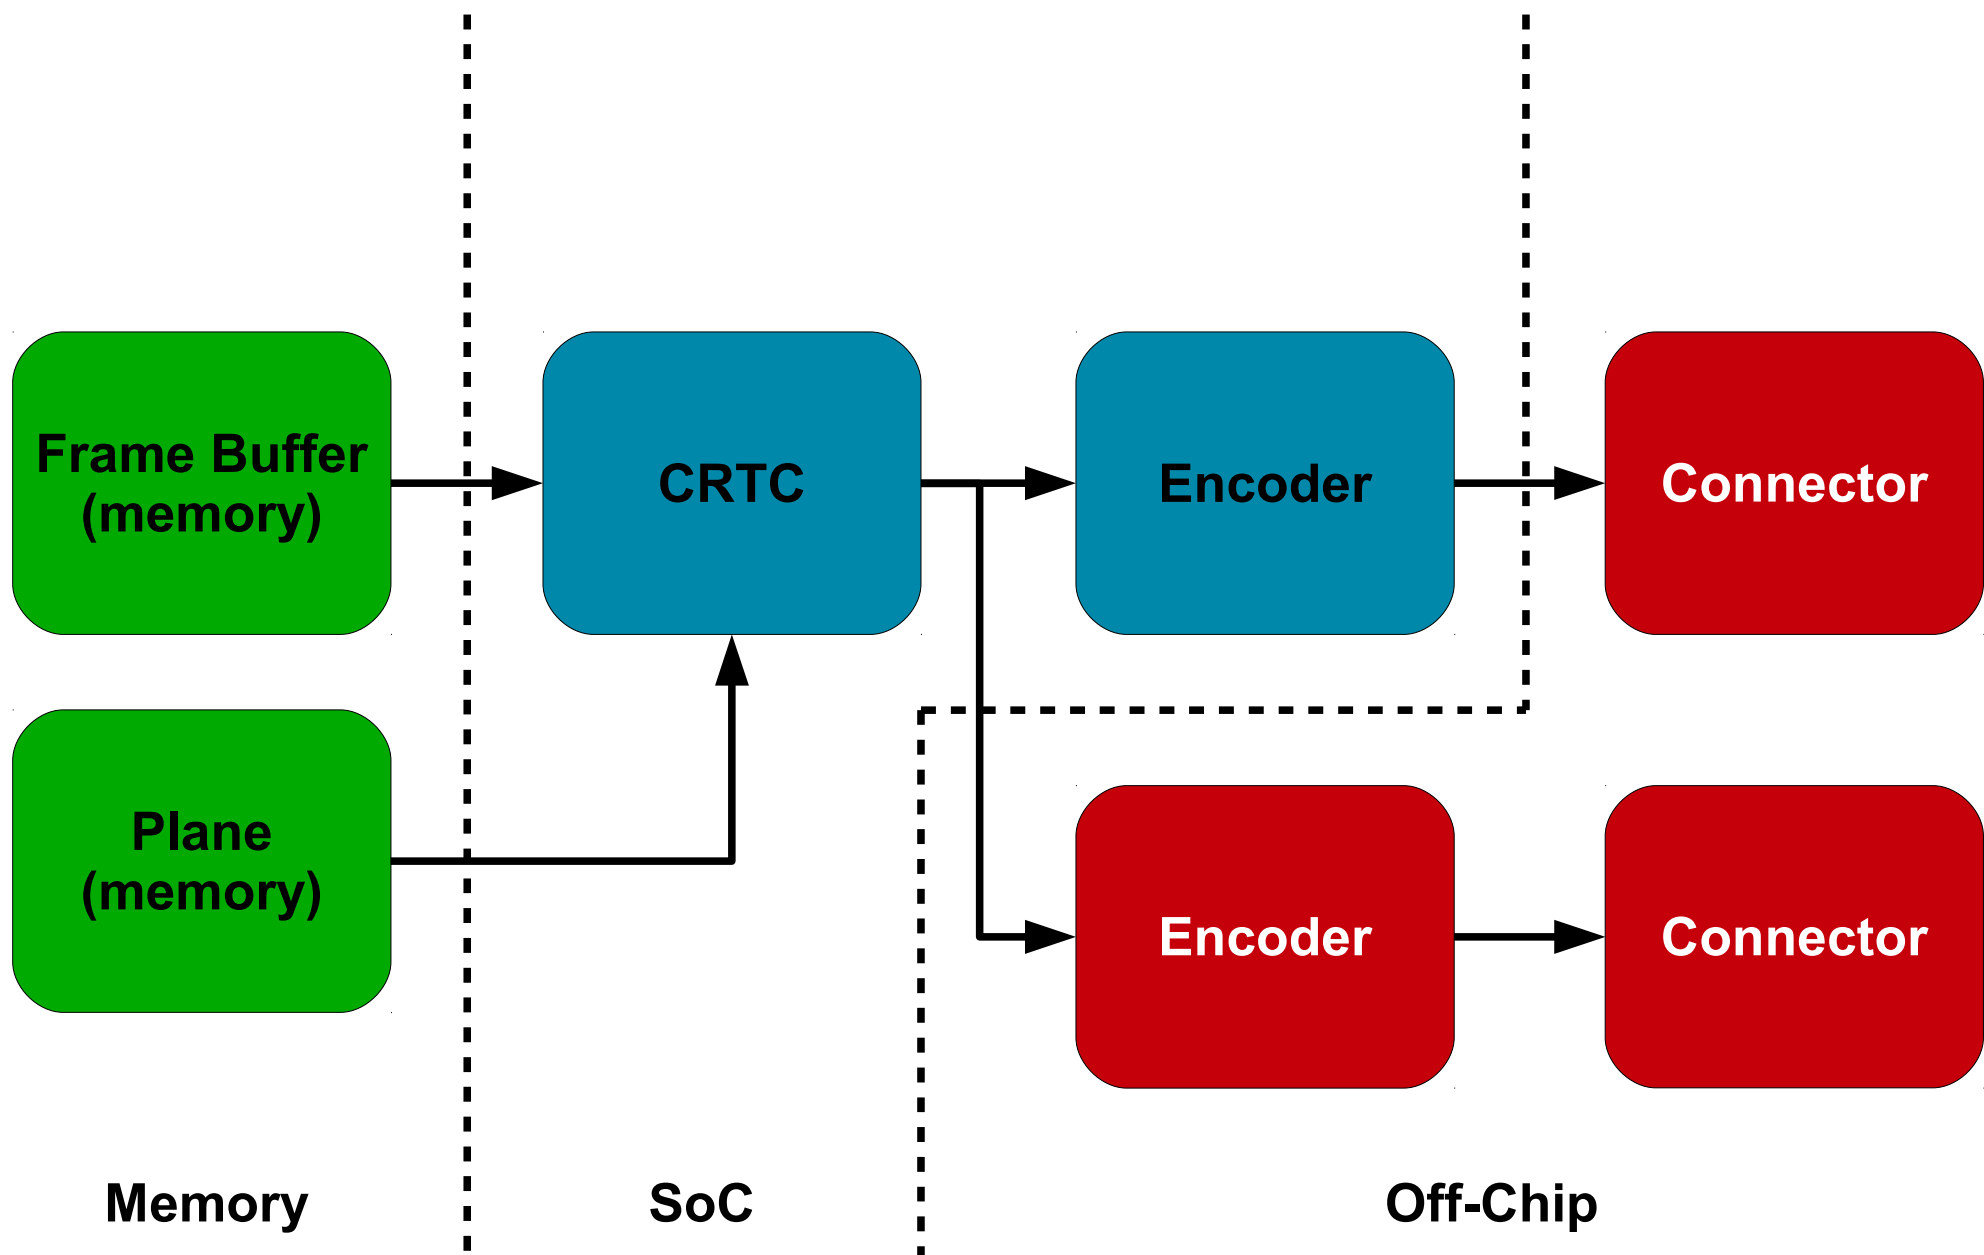 Frame Buffer
(memory)
CRTC
Encoder
Connector
Plane
(memory)
Encoder
Connector
Memory
SoC
Off-Chip